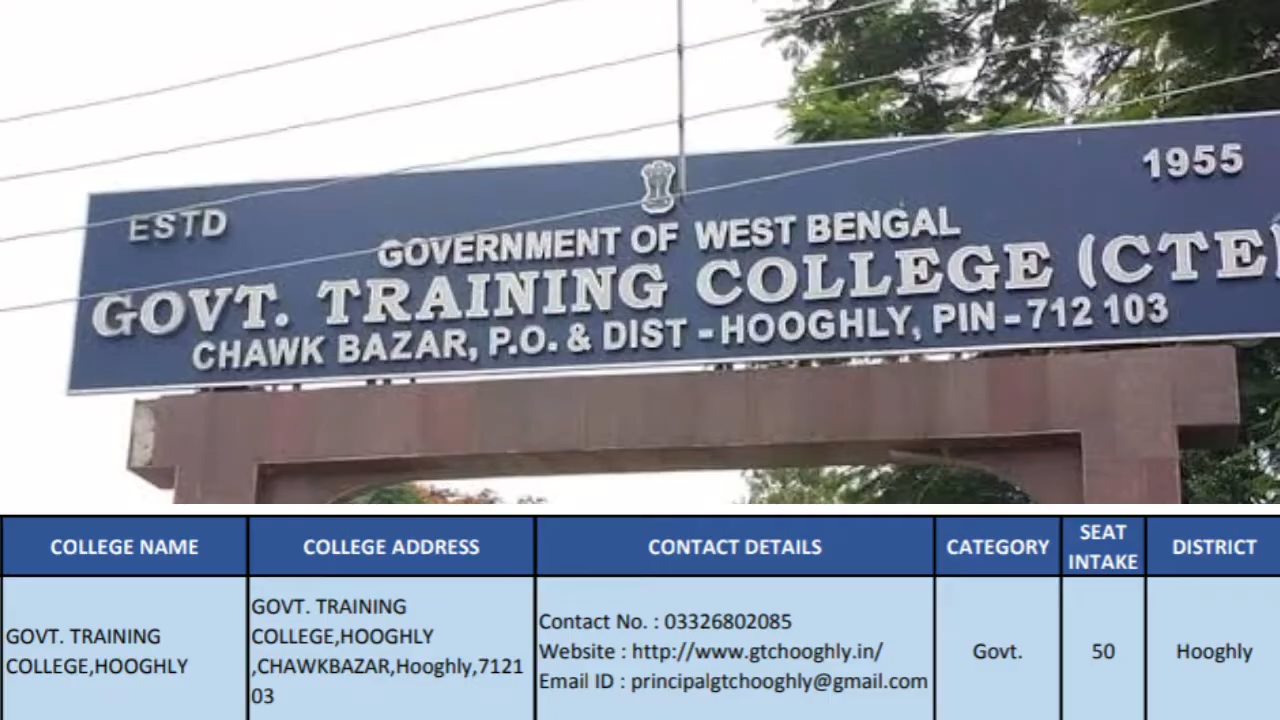 ESTD
1955
GOVERNMENT OF WEST BENGAL
GOVT. TRAINING COLLEGE (CTE)
CHAWK BAZAR, P.O. & DIST - HOOGHLY, PIN - 712 103
COLLEGE NAME
COLLEGE ADDRESS
CONTACT DETAILS
CATEGORY
SEAT
INTAKE
DISTRICT
GOVT. TRAINING
COLLEGE,HOOGHLY
GOVT. TRAINING
COLLEGE,HOOGHLY
,CHAWKBAZAR,Hooghly,7121
03
Contact No. : 03326802085
Website : http://www.gtchooghly.in/
Email ID : principalgtchooghly@gmail.com
Govt.
50
Hooghly